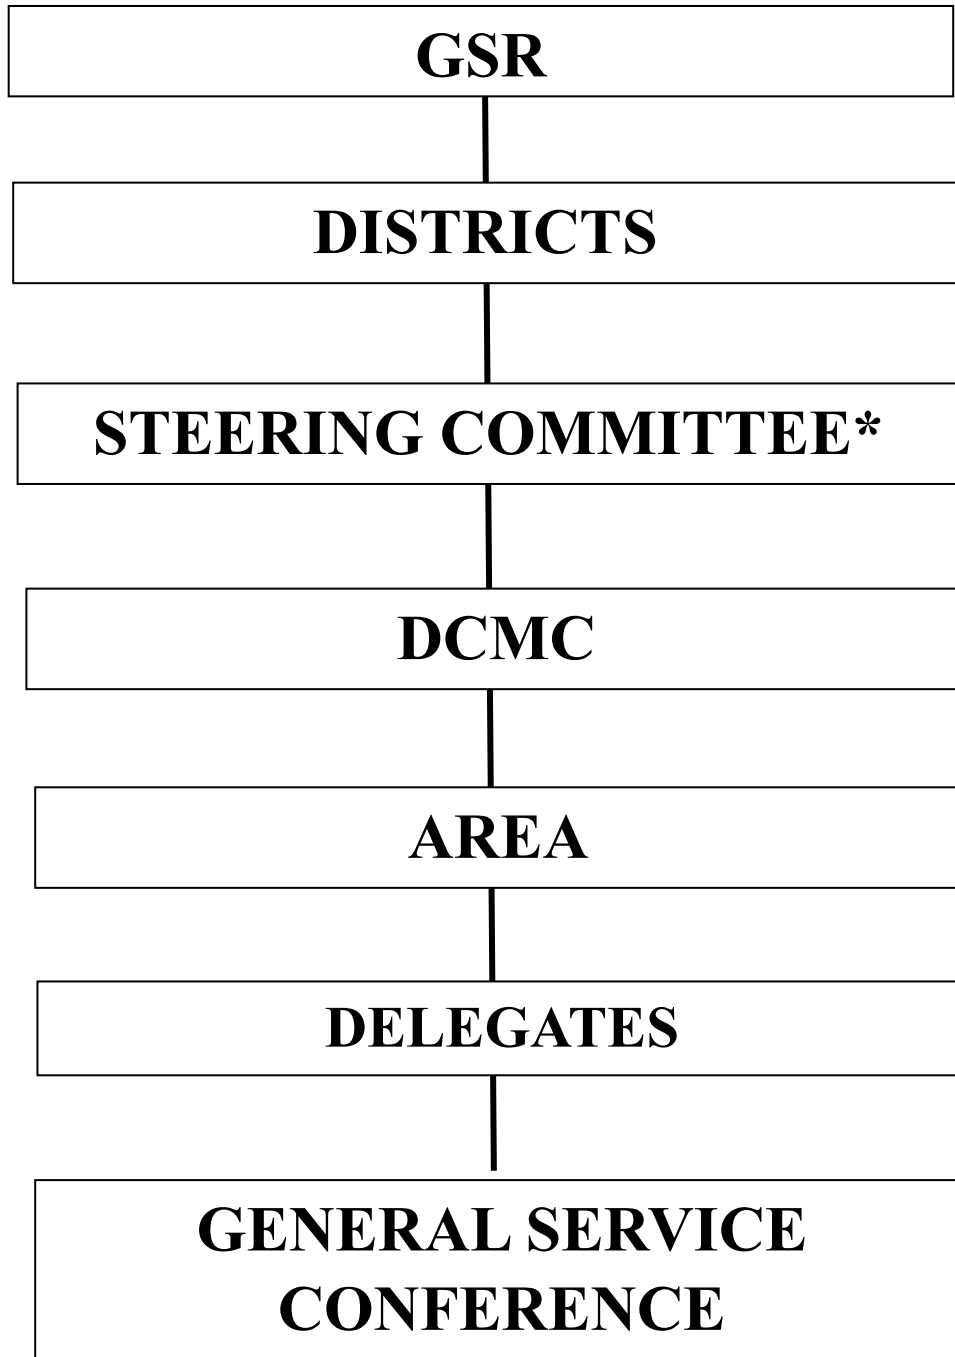 GSR
DISTRICTS
STEERING COMMITTEE*
DCMC
AREA
DELEGATES
GENERAL SERVICE
CONFERENCE